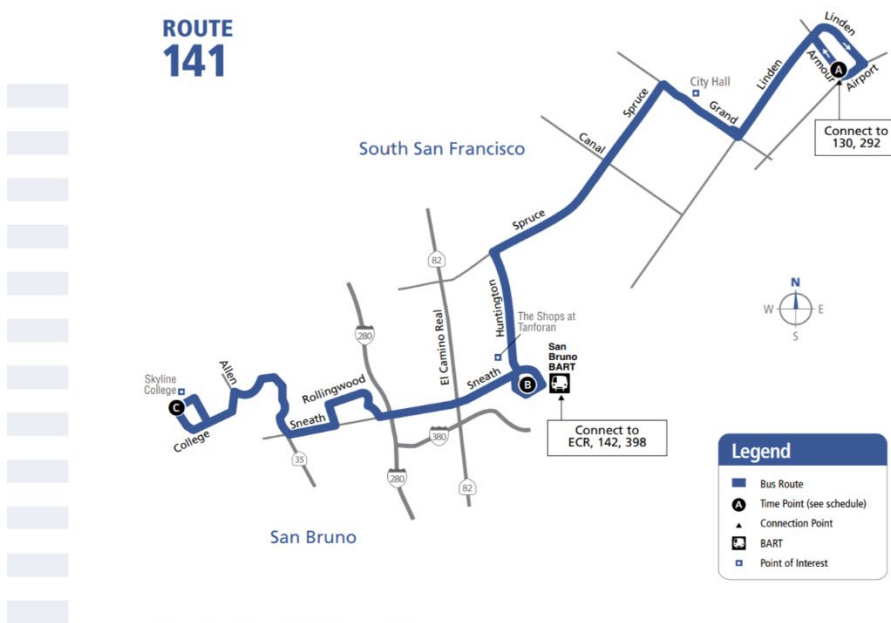 ROUTE
141
Linden
Armour
A
Airport
Linden
City Hall
Grand
Spruce
Connect to
130, 292
Canal
South San Francisco
Spruce
82
N
W
E
S
Huntington
The Shops at
Tanforan
280
El Camino Real
San
Bruno
BART
Allen
Skyline
College
Rollingwood
Sneath
B
C
Sneath
College
Connect to
ECR, 142, 398
380
35
280
82
San Bruno
Legend
Bus Route
A Time Point (see schedule)
Connection Point
BART
Point of Interest